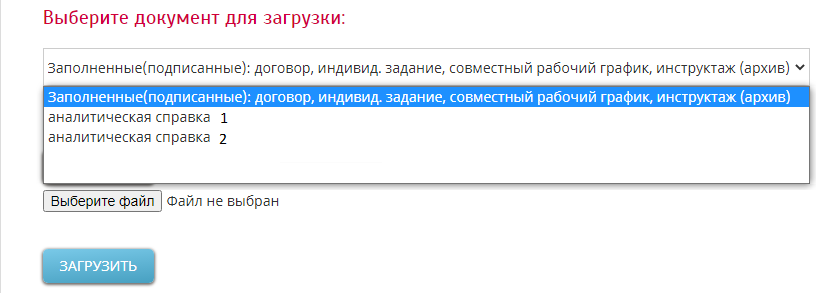 Выберите документ для загрузки:
Заполненные(подписанные): договор, индивид. задание, совместный рабочий график, инструктаж (архив)
Заполненные(подписанные): договор, индивид. задание, совместный рабочий график, инструктаж (архив)
аналитическая справка 1
аналитическая справка 2
Выберите файл Файл не выбран
ЗАГРУЗИТЬ